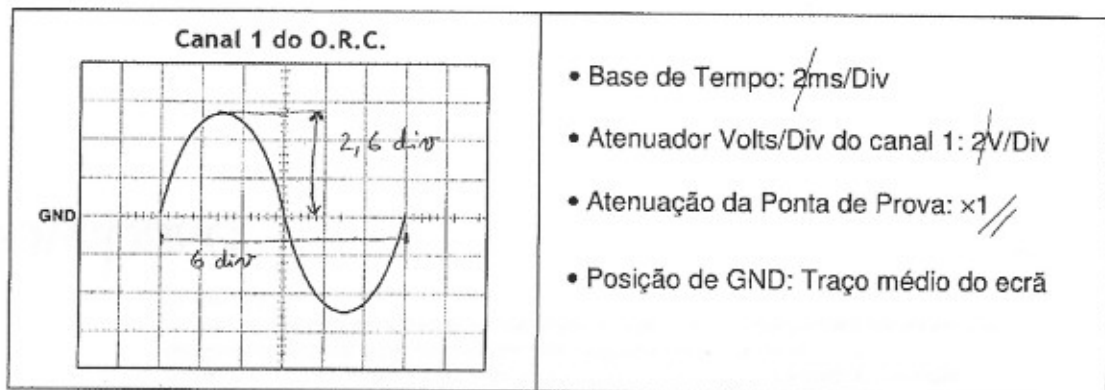 Canal 1 do O.R.C.
2,6 div
GND
6 div
• Base de Tempo: 2ms/Div
• Atenuador Volts/Div do canal 1: 2V/Div
• Atenuação da Ponta de Prova: ×1
• Posição de GND: Traço médio do ecrã